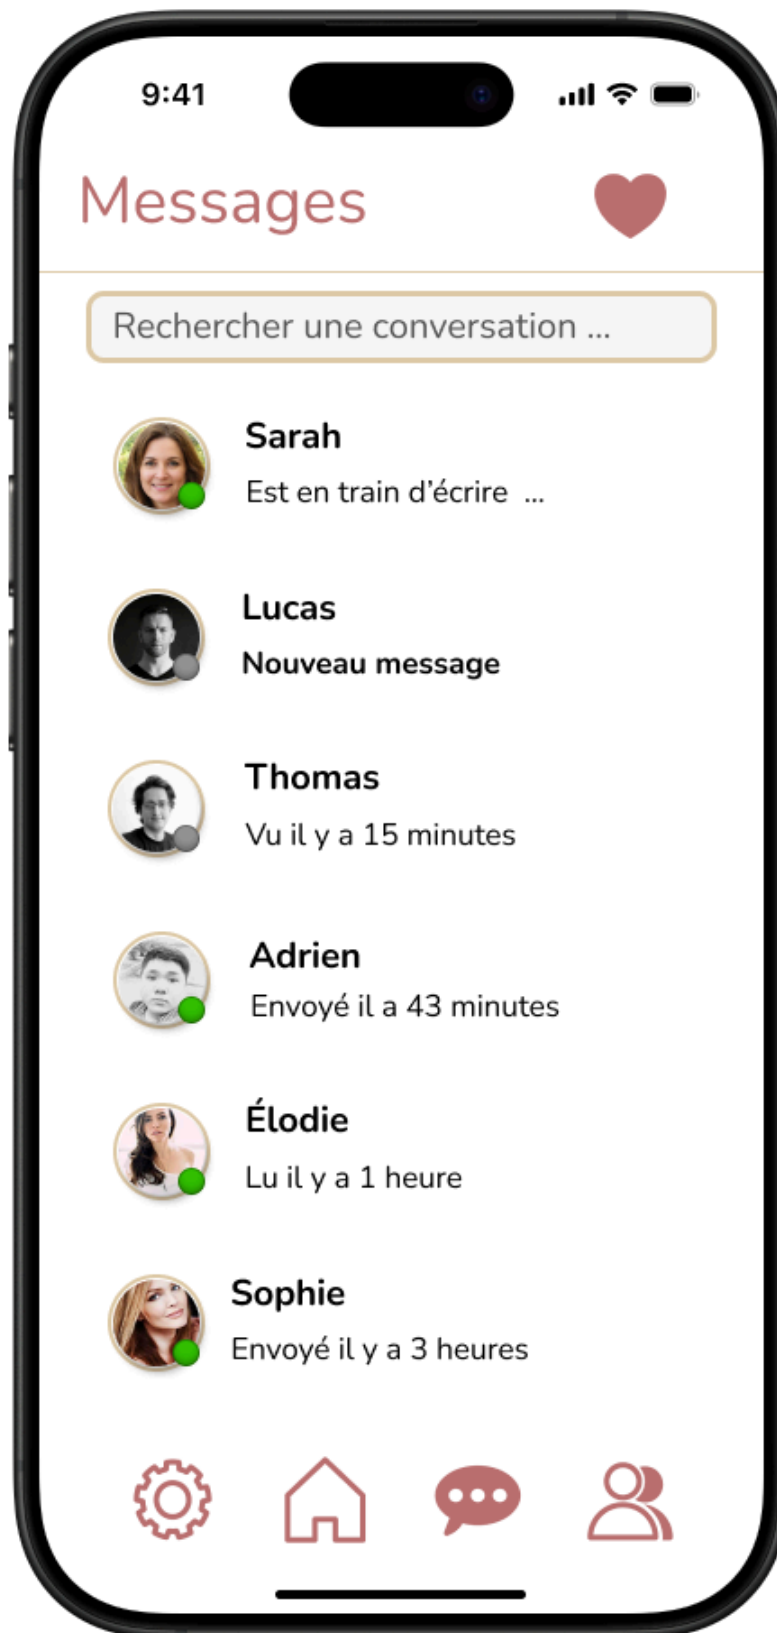 9:41
Messages
Rechercher une conversation ...
Sarah
Est en train d'écrire ...
Lucas
Nouveau message
Thomas
Vu il y a 15 minutes
Adrien
Envoyé il a 43 minutes
Élodie
Lu il y a 1 heure
Sophie
Envoyé il y a 3 heures